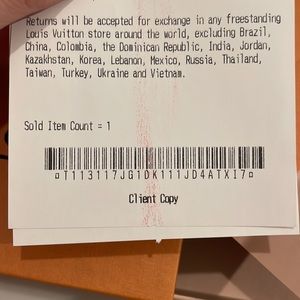 Returns will be accepted for exchange in any freestanding
Louis Vuitton store around the world, excluding Brazil,
China, Colombia, the Dominican Republic, India, Jordan,
Kazakhstan, Korea, Lebanon, Mexico, Russia, Thailand,
Taiwan, Turkey, Ukraine and Vietnam.
Sold Item Count = 1
¤T113117JG1DK111JD4ATXI7¤
Client Copy